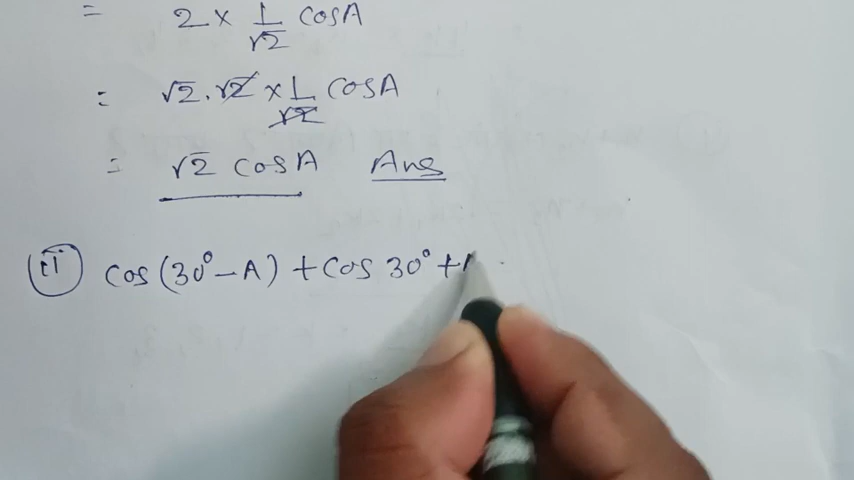 = 2 × 1/√2 cosA
= √2 . √2 × 1/√2 cosA
= √2 cosA Ans
(ii) cos (30° – A) + cos 30° +